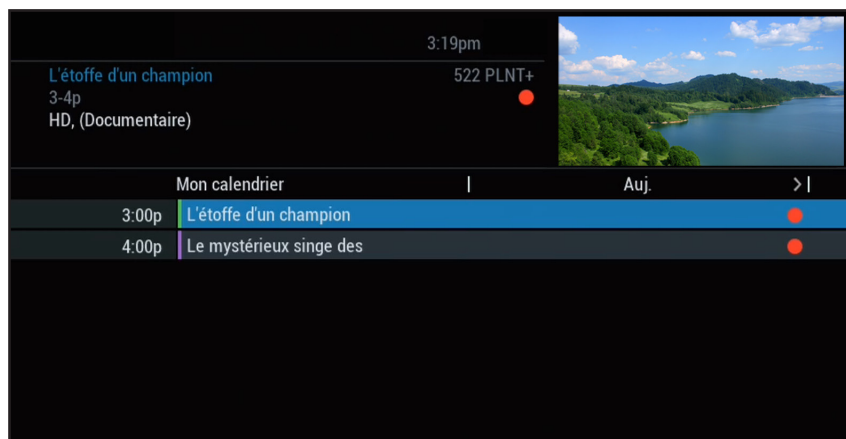 3:19pm
L'étoffe d'un champion 522 PLNT+
3-4p
HD, (Documentaire)
Mon calendrier | Auj. >|
3:00p L'étoffe d'un champion
4:00p Le mystérieux singe des